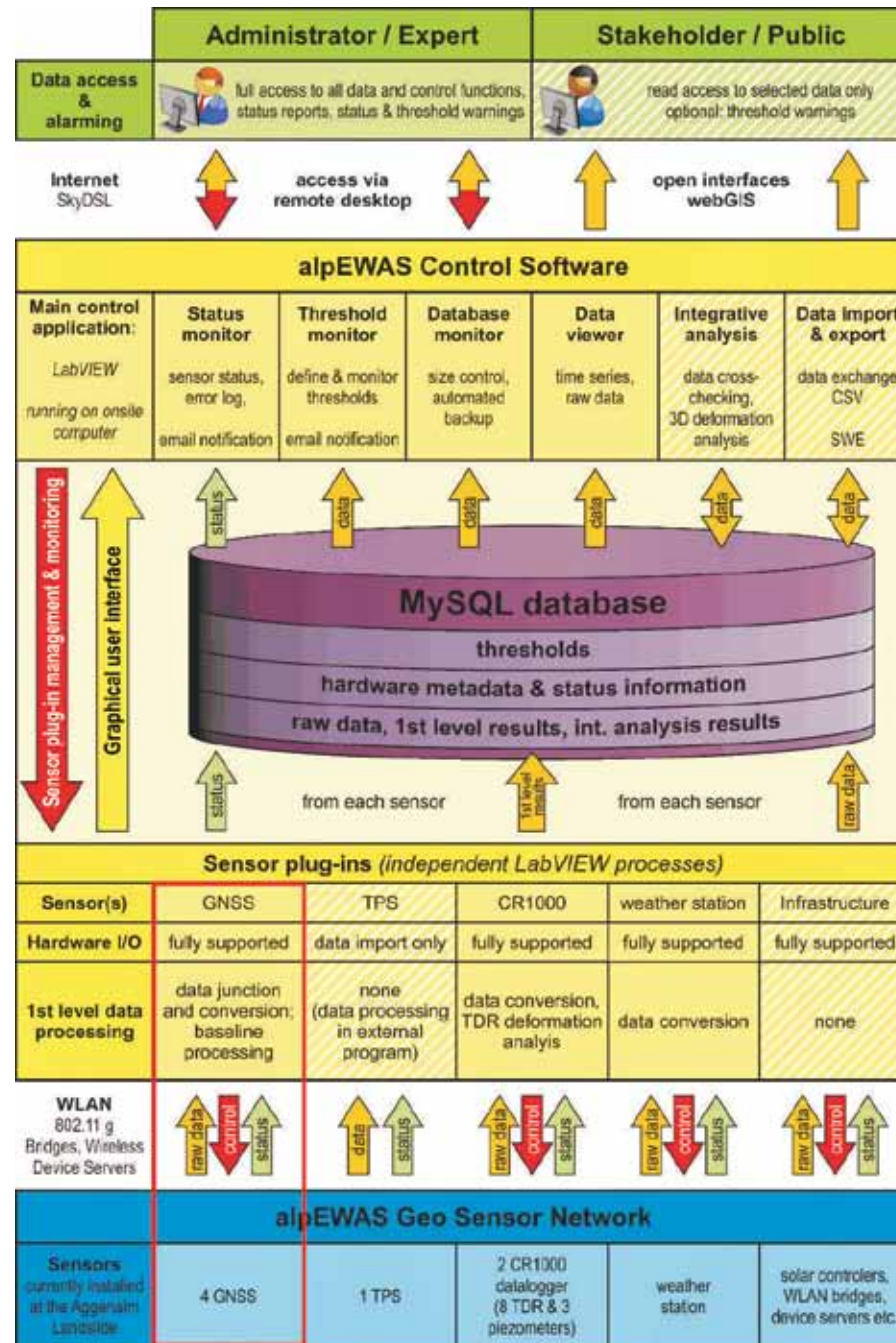 Administrator / Expert
Stakeholder / Public
Data access
&
alarming
full access to all data and control functions,
status reports, status & threshold warnings
read access to selected data only
optional: threshold warnings
Internet
SkyDSL
access via
remote desktop
open interfaces
webGIS
alpEWAS Control Software
Main control
application:
LabVIEW
running on onsite
computer
Status
monitor
sensor status,
error log,
email notification
Threshold
monitor
define & monitor
thresholds
email notification
Database
monitor
size control,
automated
backup
Data
viewer
time series,
raw data
Integrative
analysis
data cross-
checking,
3D deformation
analysis
Data import
& export
data exchange
CSV
SWE
Sensor plug-in management & monitoring
Graphical user interface
status
data
data
data
data
data
MySQL database
thresholds
hardware metadata & status information
raw data, 1st level results, int. analysis results
status
from each sensor
1st level
results
from each sensor
raw data
Sensor plug-ins (independent LabVIEW processes)
Sensor(s)
GNSS
TPS
CR1000
weather station
Infrastructure
Hardware I/O
fully supported
data import only
fully supported
fully supported
fully supported
1st level data
processing
data junction
and conversion;
baseline
processing
none
(data processing
in external
program)
data conversion,
TDR deformation
analyis
data conversion
none
WLAN
802.11 g
Bridges, Wireless
Device Servers
raw data
control
status
data
status
raw data
control
status
raw data
control
status
raw data
control
status
alpEWAS Geo Sensor Network
Sensors
currently installed
at the Aggenalm
Landslide
4 GNSS
1 TPS
2 CR1000
datalogger
(8 TDR & 3
piezometers)
weather
station
solar controlers,
WLAN bridges,
device servers etc